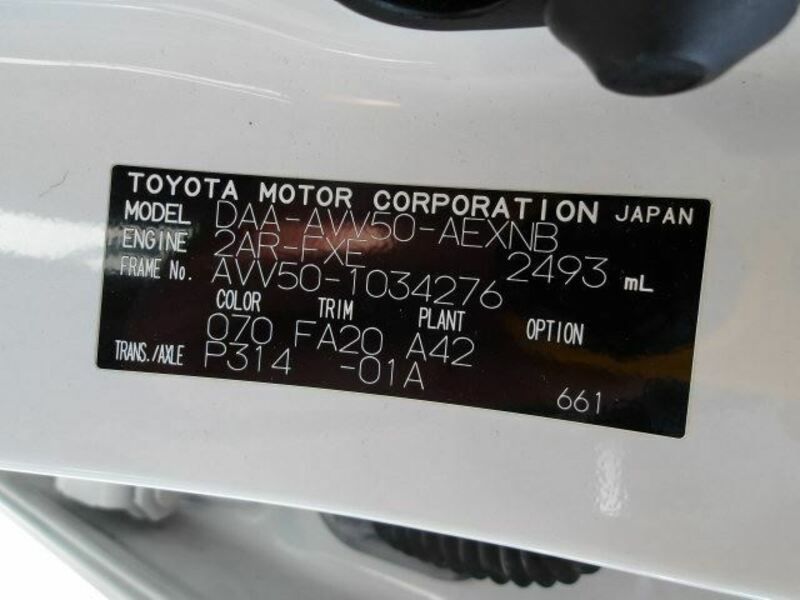 TOYOTA MOTOR CORPORATION JAPAN
MODEL DAA-AVV50-AEXNB
ENGINE 2AR-FXE 2493 mL
FRAME No. AVV50-1034276
COLOR TRIM PLANT OPTION
070 FA20 A42
TRANS./AXLE P314 -01A
661